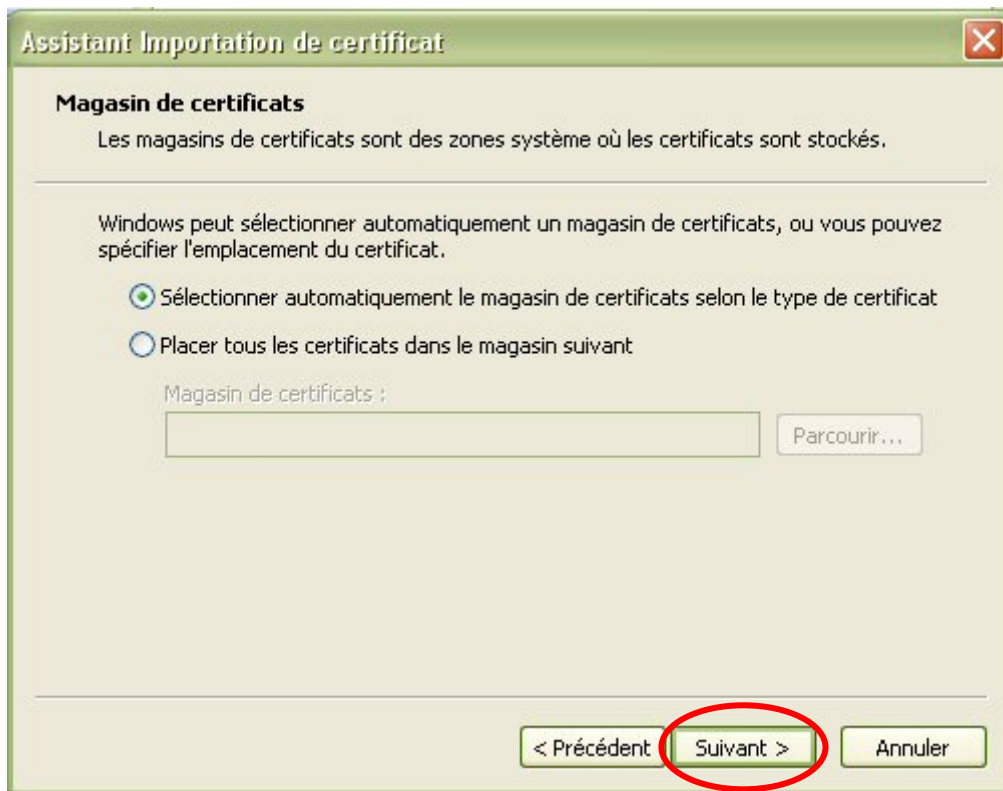 Assistant Importation de certificat
Magasin de certificats
Les magasins de certificats sont des zones système où les certificats sont stockés.
Windows peut sélectionner automatiquement un magasin de certificats, ou vous pouvez
spécifier l'emplacement du certificat.
Sélectionner automatiquement le magasin de certificats selon le type de certificat
Placer tous les certificats dans le magasin suivant
Magasin de certificats :
Parcourir...
< Précédent Suivant > Annuler